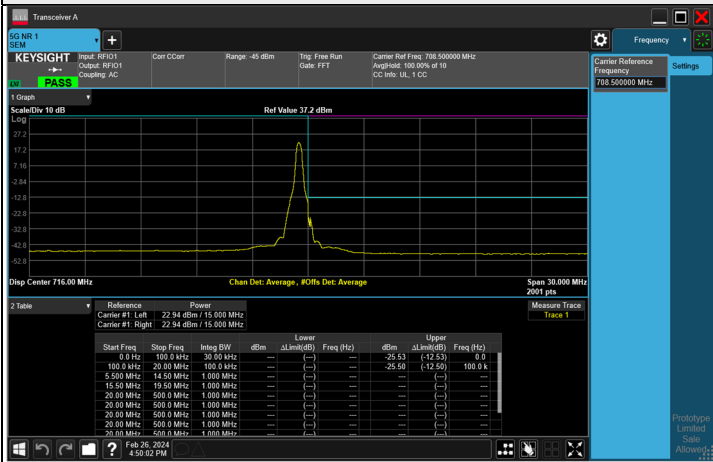 Transceiver A
5G NR 1
SEM
Frequency
KEYSIGHT
Input: RFIO1
Output: RFIO1
Coupling: AC
Corr CCorr
Range: -45 dBm
Trig: Free Run
Gate: FFT
Carrier Ref Freq: 708.500000 MHz
Avg|Hold: 100.00% of 10
CC Info: UL, 1 CC
PASS
Carrier Reference
Frequency
708.500000 MHz
Settings
1 Graph
Scale/Div 10 dB
Ref Value 37.2 dBm
Log
27.2
17.2
7.16
-2.84
-12.8
-22.8
-32.8
-42.8
-52.8
Disp Center 716.00 MHz
Chan Det: Average , #Offs Det: Average
Span 30.000 MHz
2001 pts
2 Table
Reference Power
Carrier #1: Left 22.94 dBm / 15.000 MHz
Carrier #1: Right 22.94 dBm / 15.000 MHz
Measure Trace
Trace 1
Lower Upper
Start Freq Stop Freq Integ BW dBm ΔLimit(dB) Freq (Hz) dBm ΔLimit(dB) Freq (Hz)
0.0 Hz 100.0 kHz 30.00 kHz --- (---) --- -25.53 (-12.53) 0.0
100.0 kHz 20.00 MHz 100.0 kHz --- (---) --- -25.50 (-12.50) 100.0 k
5.500 MHz 14.50 MHz 1.000 MHz --- (---) --- --- (---) ---
15.50 MHz 19.50 MHz 1.000 MHz --- (---) --- --- (---) ---
20.00 MHz 500.0 MHz 1.000 MHz --- (---) --- --- (---) ---
20.00 MHz 500.0 MHz 1.000 MHz --- (---) --- --- (---) ---
20.00 MHz 500.0 MHz 1.000 MHz --- (---) --- --- (---) ---
20.00 MHz 500.0 MHz 1.000 MHz --- (---) --- --- (---) ---
Prototype
Limited
Sale
Allowed
Feb 26, 2024
4:50:02 PM